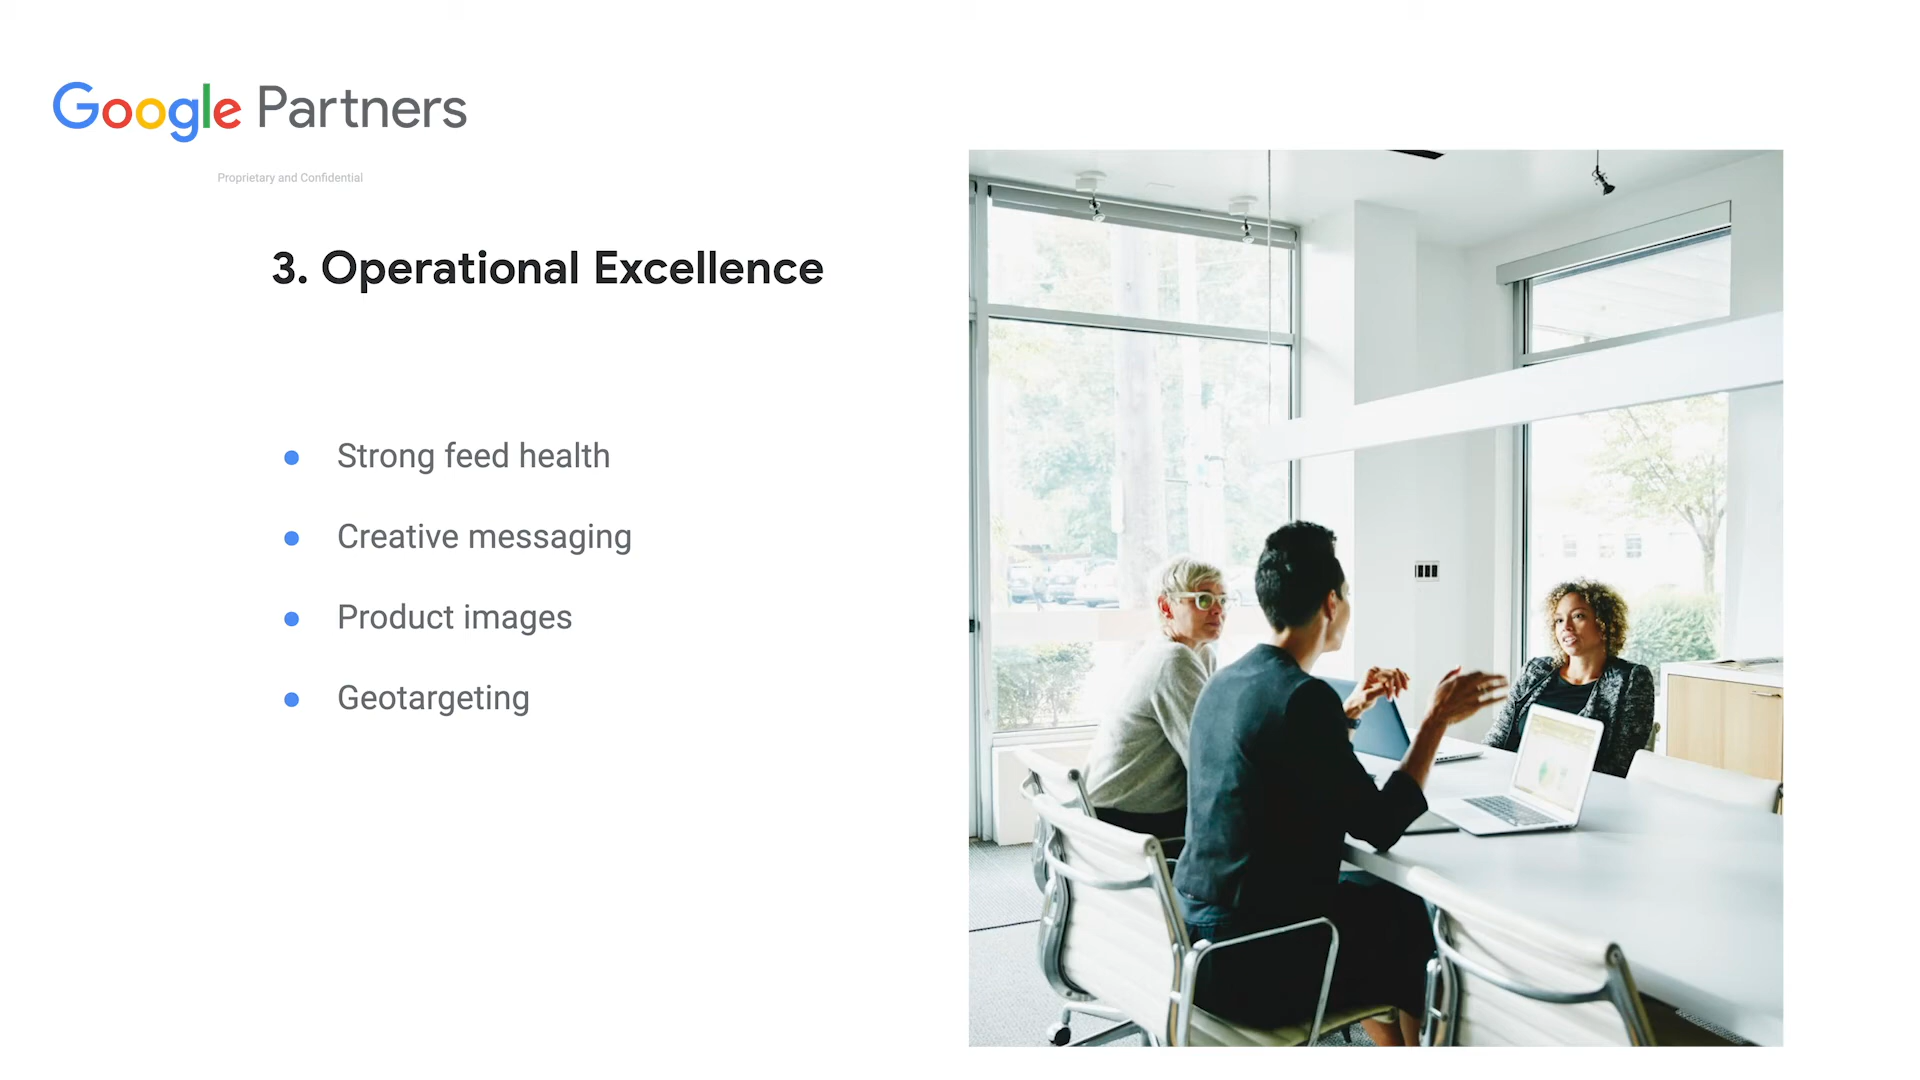 Google Partners
Proprietary and Confidential
3. Operational Excellence
Strong feed health
Creative messaging
Product images
Geotargeting